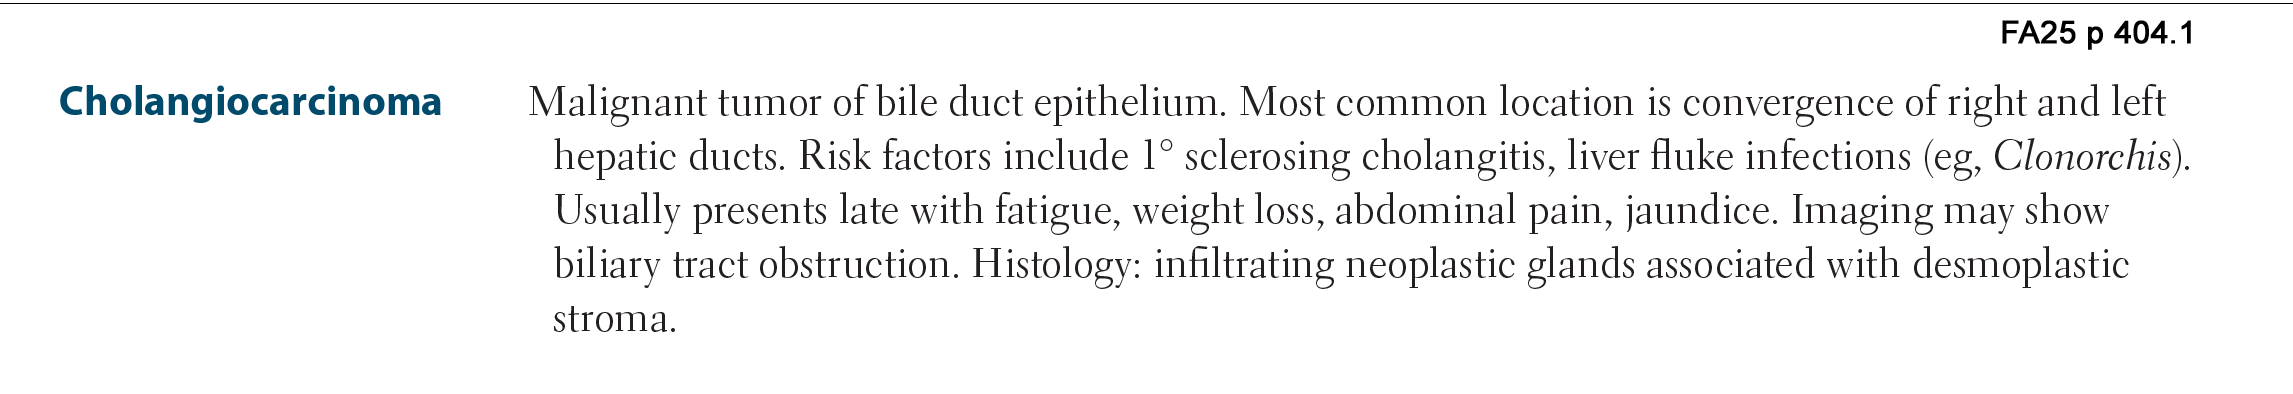 FA25 p 404.1
Cholangiocarcinoma
Malignant tumor of bile duct epithelium. Most common location is convergence of right and left
hepatic ducts. Risk factors include 1° sclerosing cholangitis, liver fluke infections (eg, Clonorchis).
Usually presents late with fatigue, weight loss, abdominal pain, jaundice. Imaging may show
biliary tract obstruction. Histology: infiltrating neoplastic glands associated with desmoplastic
stroma.